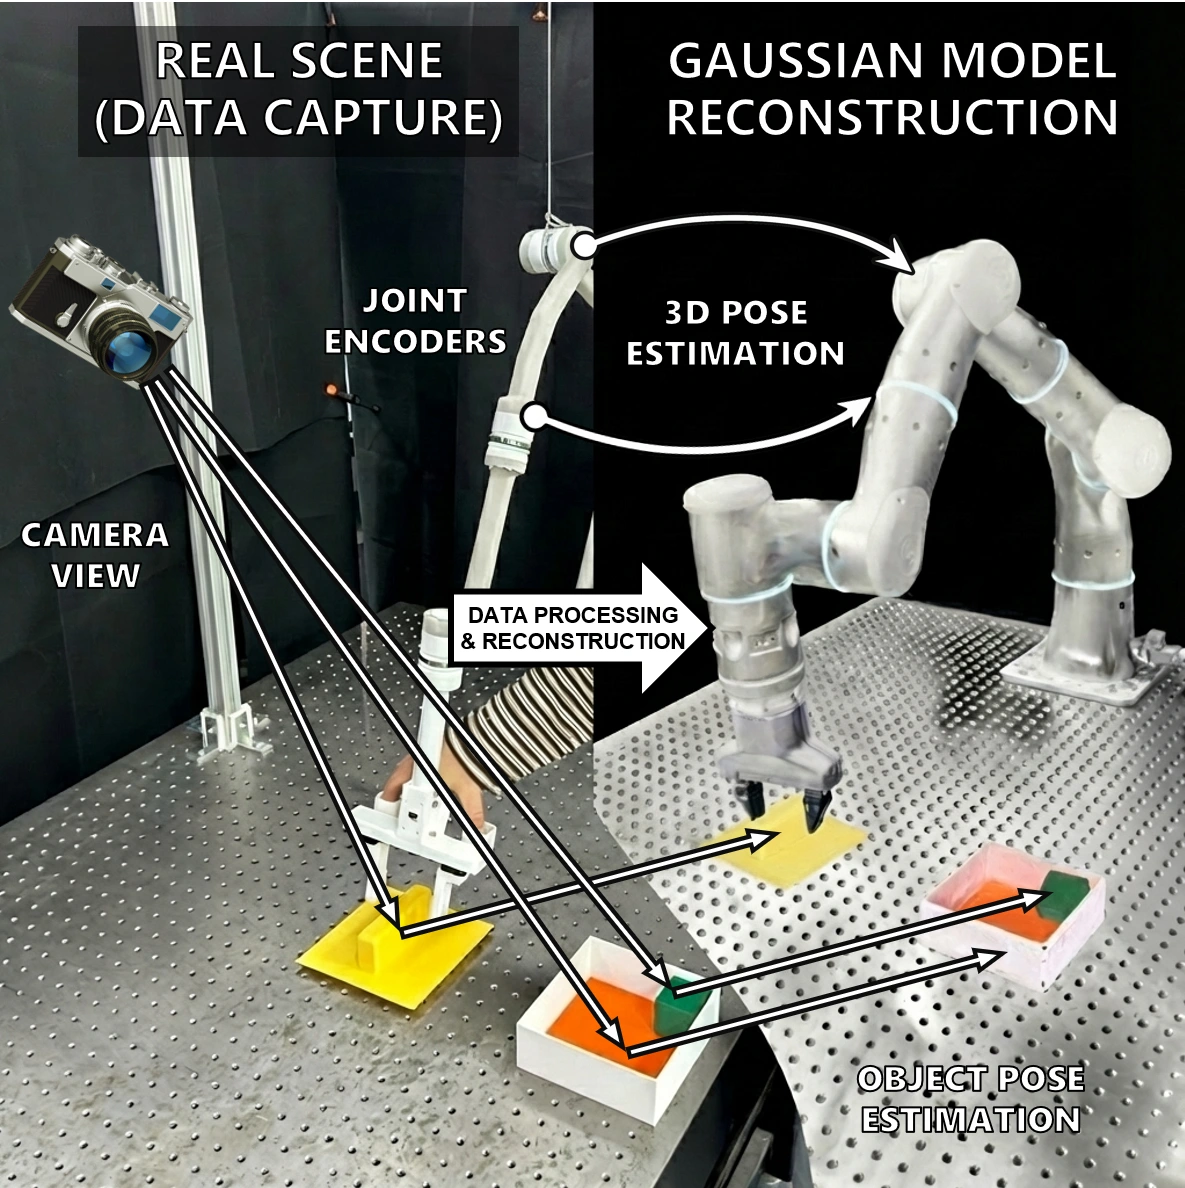 REAL SCENE
(DATA CAPTURE)
GAUSSIAN MODEL
RECONSTRUCTION
JOINT
ENCODERS
3D POSE
ESTIMATION
CAMERA
VIEW
DATA PROCESSING
& RECONSTRUCTION
OBJECT POSE
ESTIMATION